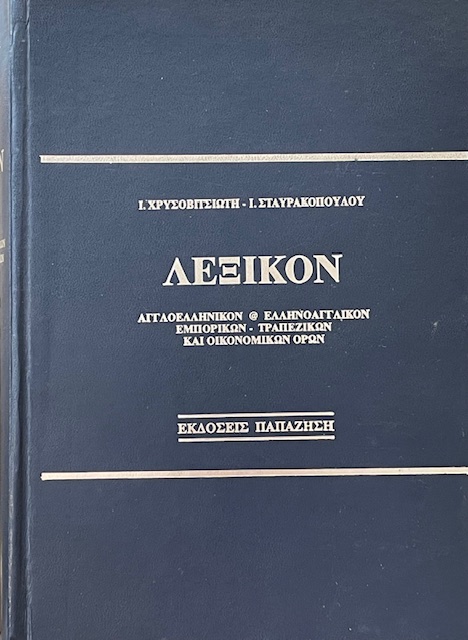 Ι. ΧΡΥΣΟΒΙΤΣΙΩΤΗ - Ι. ΣΤΑΥΡΑΚΟΠΟΥΛΟΥ
ΛΕΞΙΚΟΝ
ΑΓΓΛΟΕΛΛΗΝΙΚΟΝ @ ΕΛΛΗΝΟΑΓΓΛΙΚΟΝ
ΕΜΠΟΡΙΚΩΝ - ΤΡΑΠΕΖΙΚΩΝ
ΚΑΙ ΟΙΚΟΝΟΜΙΚΩΝ ΟΡΩΝ
ΕΚΔΟΣΕΙΣ ΠΑΠΑΖΗΣΗ